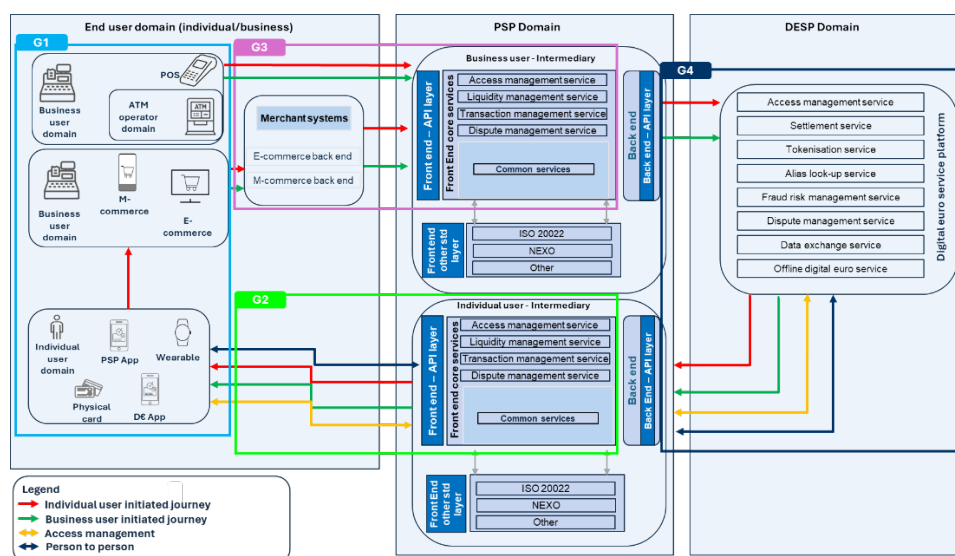 End user domain (individual/business)
PSP Domain
DESP Domain
G1
G3
G4
POS
Business
user
domain
ATM
operator
domain
ATM
Business
user
domain
M-
commerce
E-
commerce
Merchant systems
E-commerce back end
M-commerce back end
Business user - Intermediary
Front end – API layer
Front End core services
Access management service
Liquidity management service
Transaction management service
Dispute management service
Common services
Back end
Back end – API layer
Frontend
other std
layer
ISO 20022
NEXO
Other
Access management service
Settlement service
Tokenisation service
Alias look-up service
Fraud risk management service
Dispute management service
Data exchange service
Offline digital euro service
Digital euro service platform
G2
Individual
user
domain
PSP App
Wearable
Physical
card
D€ App
Individual user - Intermediary
Front end – API layer
Front end core services
Access management service
Liquidity management service
Transaction management service
Dispute management service
Common services
Back end
Back End – API layer
FrontEnd
other std
layer
ISO 20022
NEXO
Other
Legend
Individual user initiated journey
Business user initiated journey
Access management
Person to person